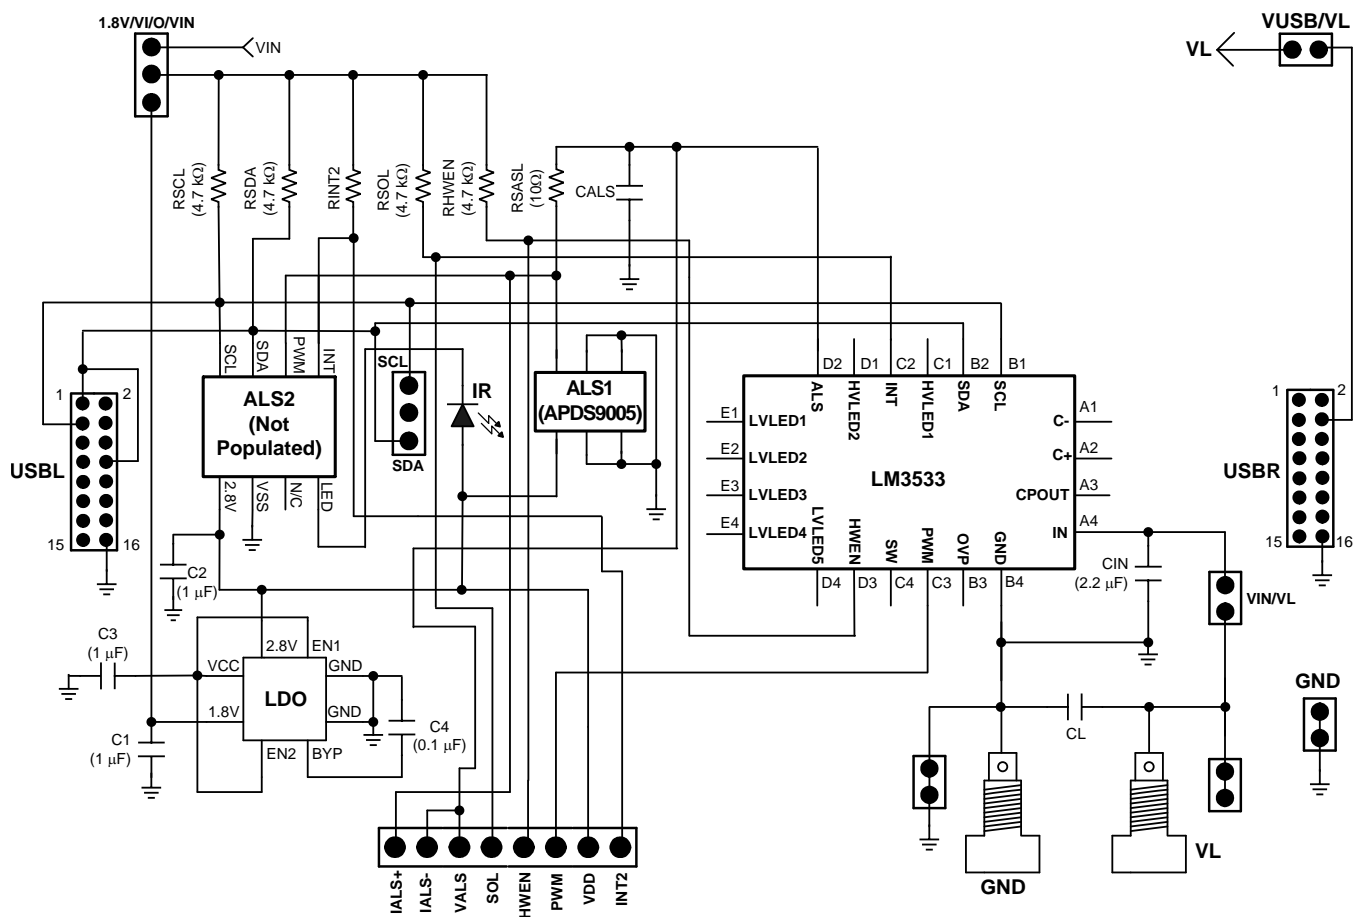 1.8V/VI/O/VIN
VIN
VUSB/VL
VL
RSCL
(4.7 kΩ)
RSDA
(4.7 kΩ)
RINT2
RSOL
(4.7 kΩ)
RHWEN
(4.7 kΩ)
RSASL
(10Ω)
CALS
SCL
SDA
PWM
INT
ALS2
(Not
Populated)
2.8V
VSS
N/C
LED
SCL
SDA
IR
ALS1
(APDS9005)
1
2
USBL
15
16
D2
D1
C2
C1
B2
B1
ALS
HVLED2
INT
HVLED1
SDA
SCL
E1
LVLED1
E2
LVLED2
E3
LVLED3
E4
LVLED4
LM3533
A1
C-
A2
C+
A3
CPOUT
A4
IN
LVLED5
HWEN
SW
PWM
OVP
GND
D4
D3
C4
C3
B3
B4
1
2
USBR
15
16
CIN
(2.2 µF)
VIN/VL
C2
(1 µF)
C3
(1 µF)
2.8V
EN1
VCC
GND
LDO
1.8V
GND
EN2
BYP
C1
(1 µF)
C4
(0.1 µF)
CL
GND
GND
VL
IALS+
IALS-
VALS
SOL
HWEN
PWM
VDD
INT2